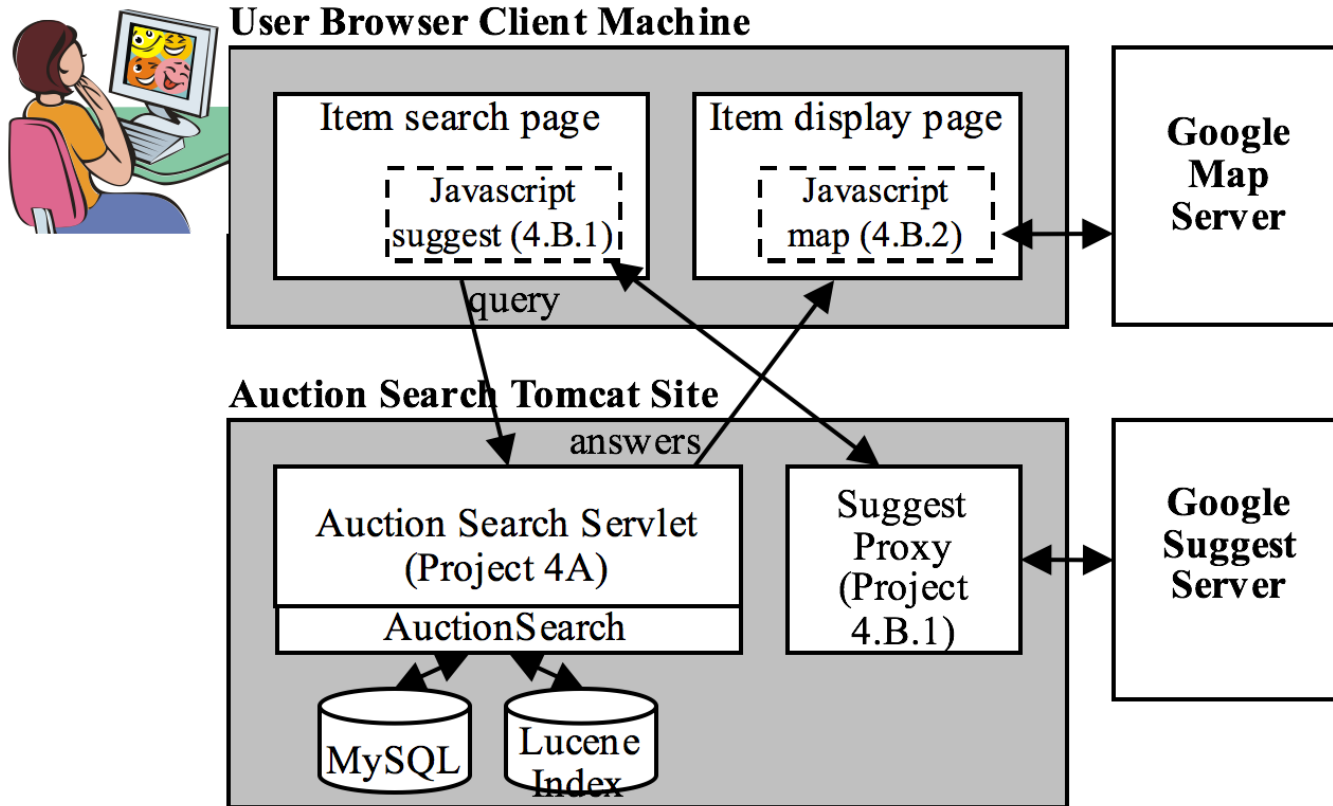 User Browser Client Machine
Item search page
Javascript
suggest (4.B.1)
Item display page
Javascript
map (4.B.2)
Google
Map
Server
query
Auction Search Tomcat Site
answers
Auction Search Servlet
(Project 4A)
AuctionSearch
MySQL
Lucene
Index
Suggest
Proxy
(Project
4.B.1)
Google
Suggest
Server